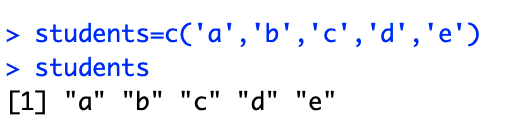 > students=c('a','b','c','d','e')
> students
[1] "a" "b" "c" "d" "e"